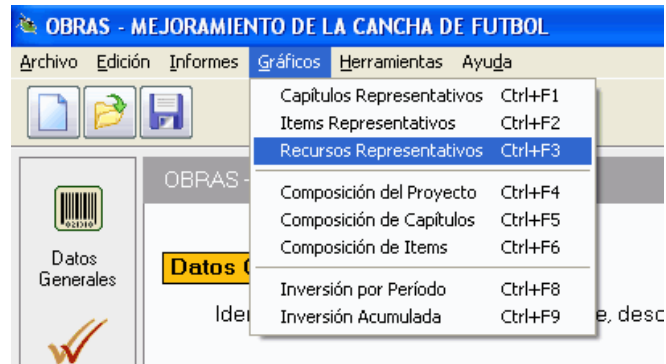 OBRAS - MEJORAMIENTO DE LA CANCHA DE FUTBOL
Archivo Edición Informes Gráficos Herramientas Ayuda
Capítulos Representativos Ctrl+F1
Items Representativos Ctrl+F2
Recursos Representativos Ctrl+F3
OBRAS -
Composición del Proyecto Ctrl+F4
Composición de Capítulos Ctrl+F5
Composición de Items Ctrl+F6
Datos
Generales
Datos
Inversión por Período Ctrl+F8
Inversión Acumulada Ctrl+F9